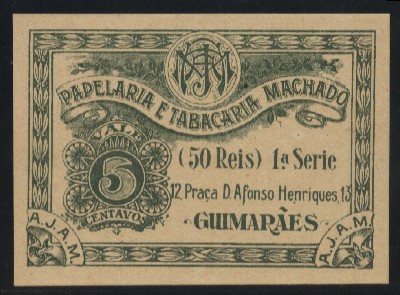 PAPELARIA E TABACARIA MACHADO
VALE
5
CENTAVOS
(50 REIS) 1ª SERIE
12, Praça D. Afonso Henriques, 13
GUIMARÃES
A.J.A.M.
A.J.A.M.